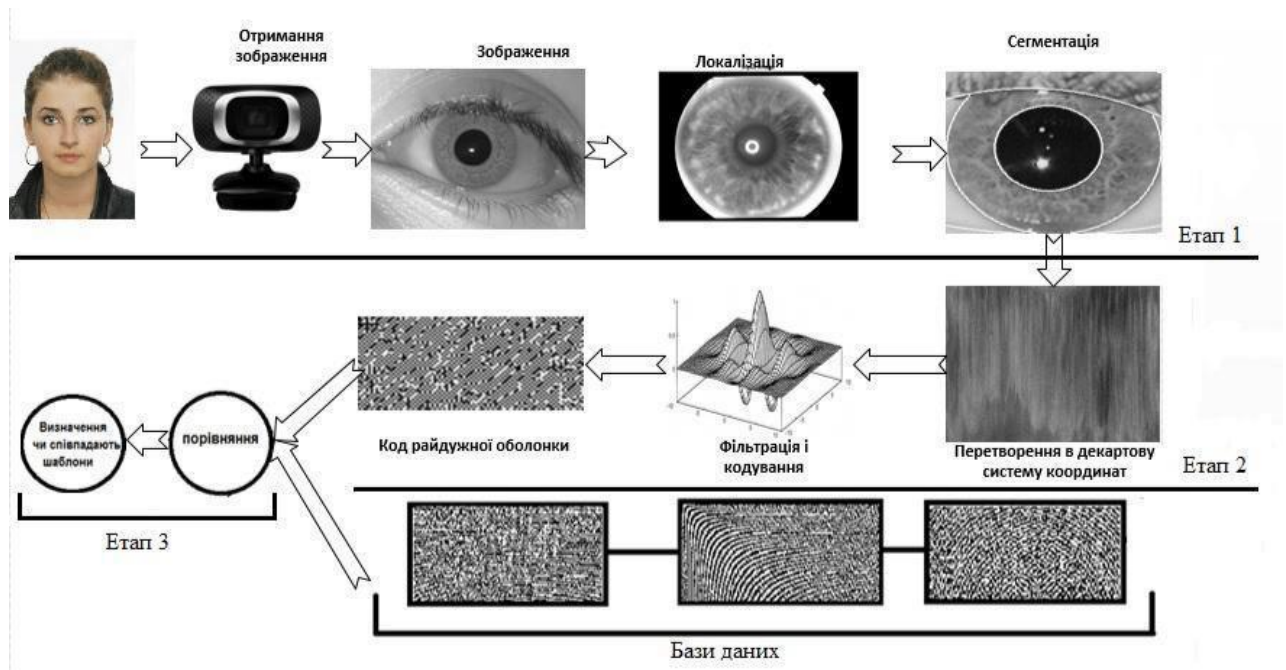 Отримання
зображення
Зображення
Локалізація
Сегментація
Етап 1
Код райдужної оболонки
Фільтрація і
кодування
Перетворення в декартову
систему координат
Етап 2
порівняння
Визначення
чи співпадають
шаблони
Етап 3
Бази даних